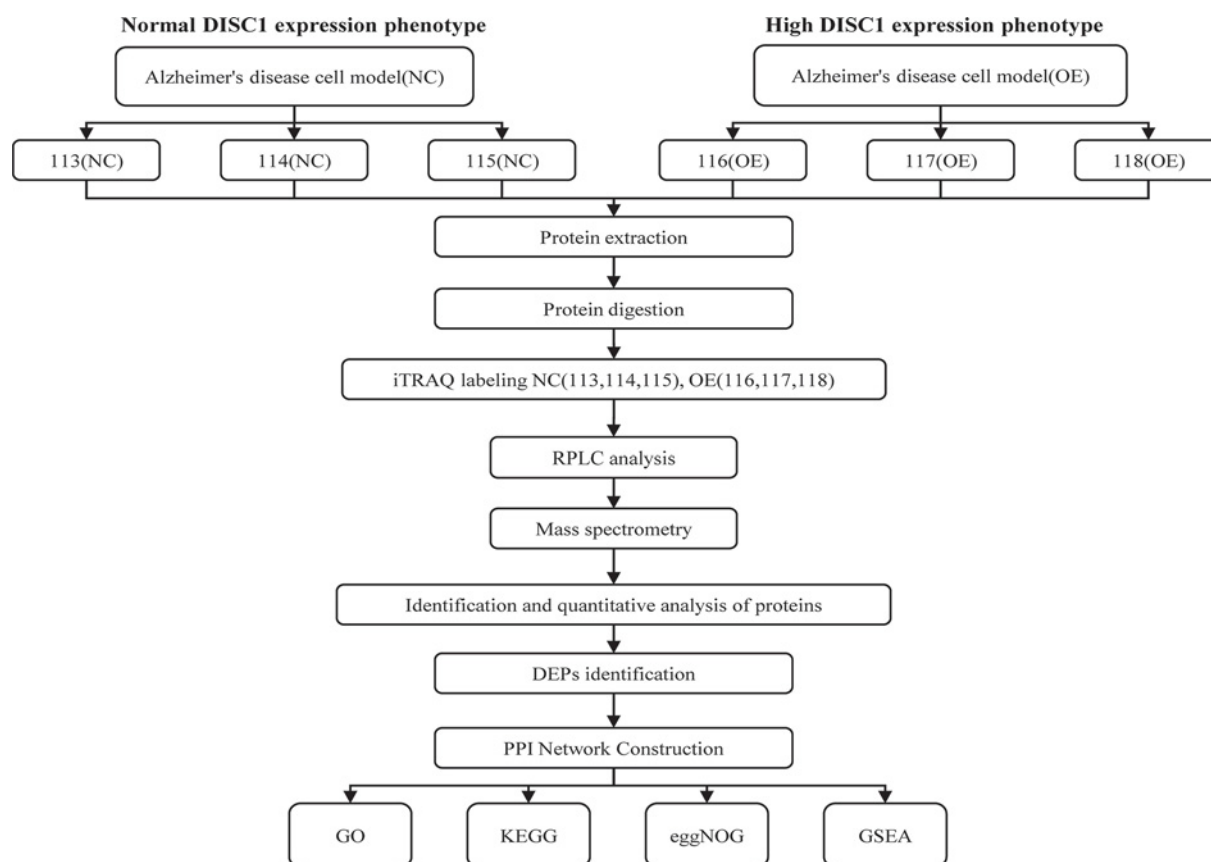 Normal DISC1 expression phenotype
High DISC1 expression phenotype
Alzheimer's disease cell model(NC)
Alzheimer's disease cell model(OE)
113(NC)
114(NC)
115(NC)
116(OE)
117(OE)
118(OE)
Protein extraction
Protein digestion
iTRAQ labeling NC(113,114,115), OE(116,117,118)
RPLC analysis
Mass spectrometry
Identification and quantitative analysis of proteins
DEPs identification
PPI Network Construction
GO
KEGG
eggNOG
GSEA